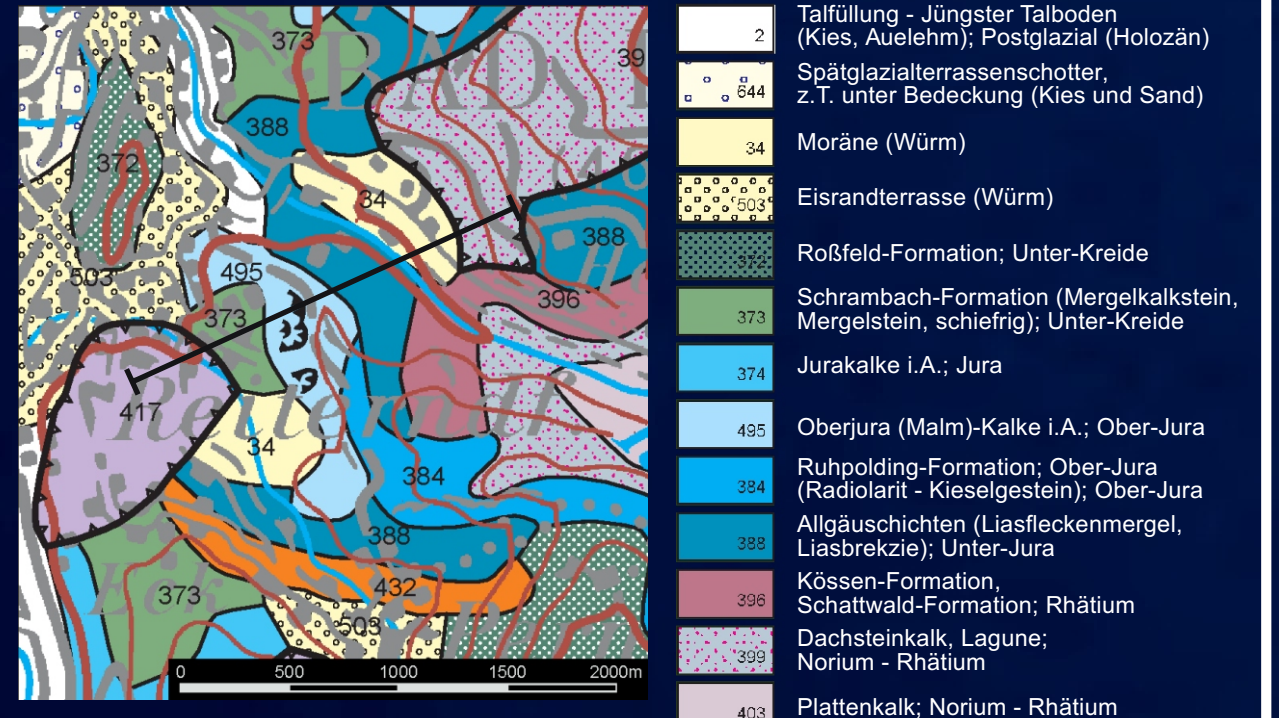 373
BAD
39
388
372
34
388
503
495
396
373
417
Reiterndf
34
384
388
373
432
503
0 500 1000 1500 2000m
2
Talfüllung - Jüngster Talboden
(Kies, Auelehm); Postglazial (Holozän)
644
Spätglazialterrassenschotter,
z.T. unter Bedeckung (Kies und Sand)
34
Moräne (Würm)
503
Eisrandterrasse (Würm)
372
Roßfeld-Formation; Unter-Kreide
373
Schrambach-Formation (Mergelkalkstein,
Mergelstein, schiefrig); Unter-Kreide
374
Jurakalke i.A.; Jura
495
Oberjura (Malm)-Kalke i.A.; Ober-Jura
384
Ruhpolding-Formation; Ober-Jura
(Radiolarit - Kieselgestein); Ober-Jura
388
Allgäuschichten (Liasfleckenmergel,
Liasbrekzie); Unter-Jura
396
Kössen-Formation,
Schattwald-Formation; Rhätium
399
Dachsteinkalk, Lagune;
Norium - Rhätium
403
Plattenkalk; Norium - Rhätium